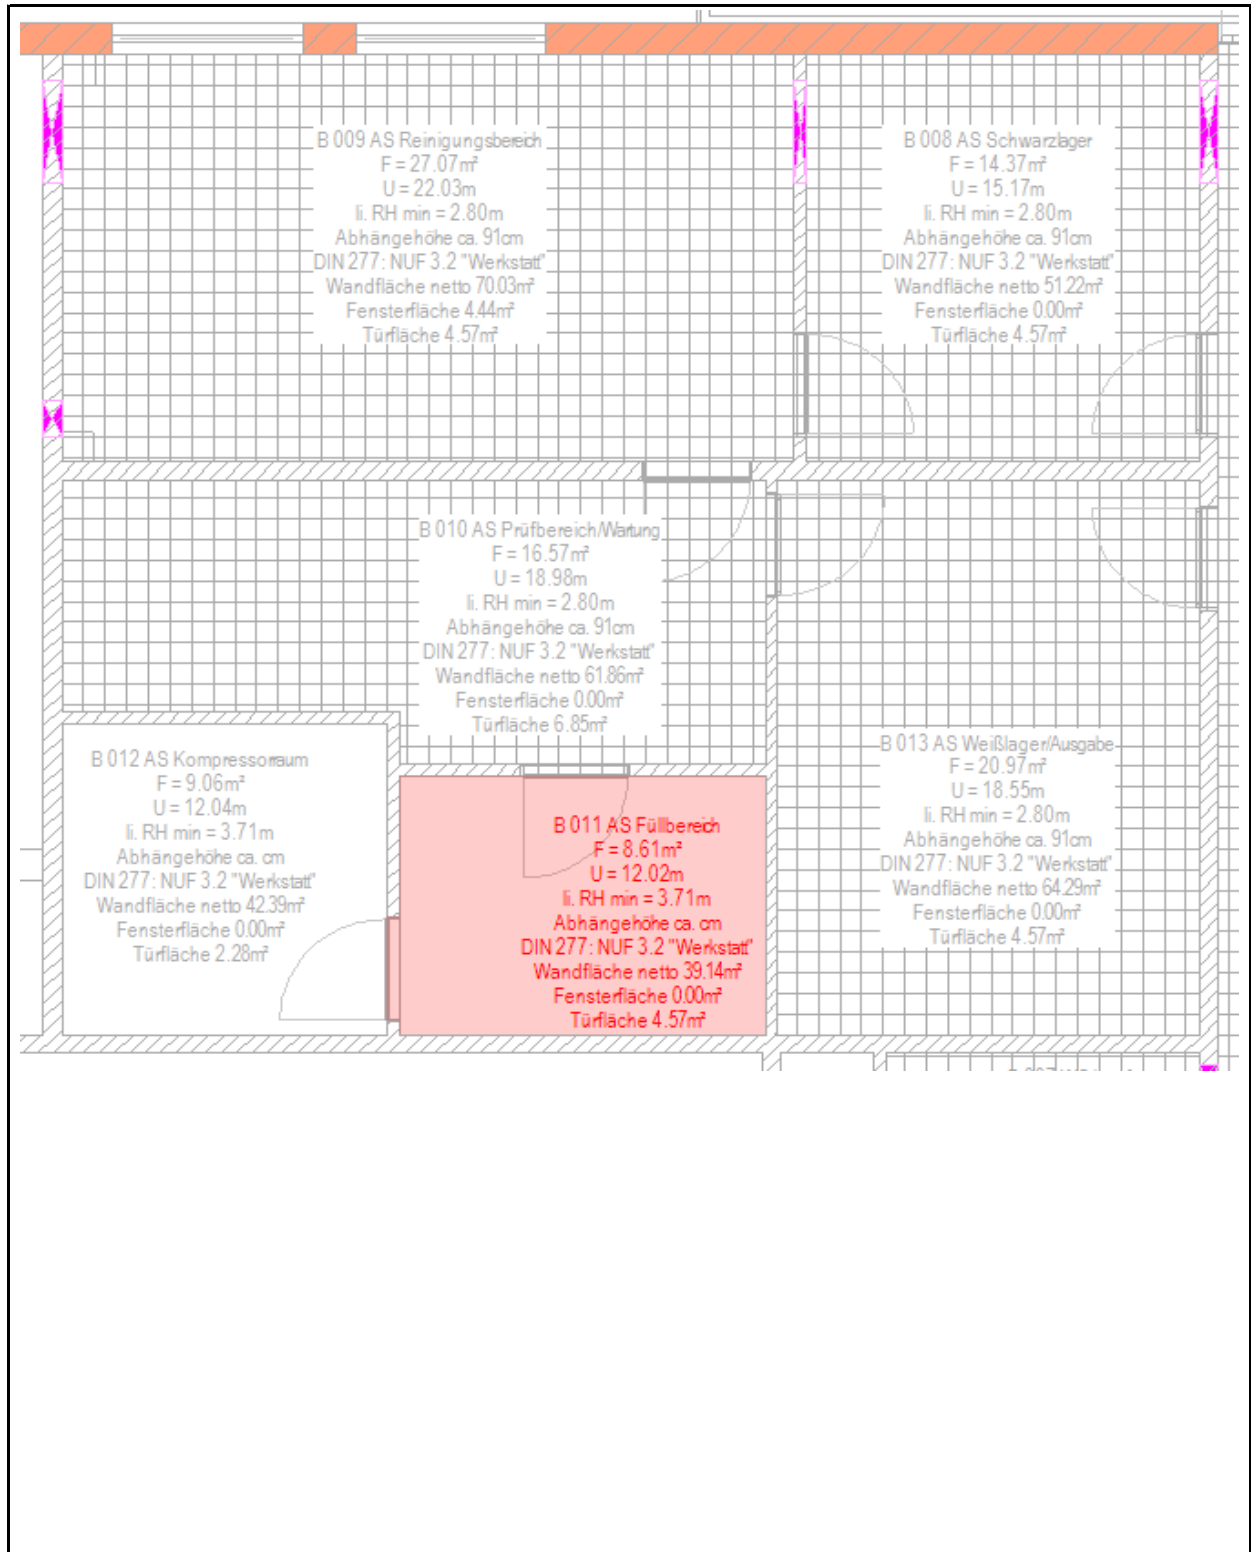 B 009 AS Reinigungsbereich
F = 27.07m²
U = 22.03m
li. RH min = 2.80m
Abhängehöhe ca. 91cm
DIN 277: NUF 3.2 "Werkstatt"
Wandfläche netto 70.03m²
Fensterfläche 4.44m²
Türfläche 4.57m²
B 008 AS Schwarzlager
F = 14.37m²
U = 15.17m
li. RH min = 2.80m
Abhängehöhe ca. 91cm
DIN 277: NUF 3.2 "Werkstatt"
Wandfläche netto 51.22m²
Fensterfläche 0.00m²
Türfläche 4.57m²
B 010 AS Prüfbereich/Wartung
F = 16.57m²
U = 18.98m
li. RH min = 2.80m
Abhängehöhe ca. 91cm
DIN 277: NUF 3.2 "Werkstatt"
Wandfläche netto 61.86m²
Fensterfläche 0.00m²
Türfläche 6.85m²
B 012 AS Kompressorraum
F = 9.06m²
U = 12.04m
li. RH min = 3.71m
Abhängehöhe ca. cm
DIN 277: NUF 3.2 "Werkstatt"
Wandfläche netto 42.39m²
Fensterfläche 0.00m²
Türfläche 2.28m²
B 011 AS Füllbereich
F = 8.61m²
U = 12.02m
li. RH min = 3.71m
Abhängehöhe ca. cm
DIN 277: NUF 3.2 "Werkstatt"
Wandfläche netto 39.14m²
Fensterfläche 0.00m²
Türfläche 4.57m²
B 013 AS Weißlager/Ausgabe
F = 20.97m²
U = 18.55m
li. RH min = 2.80m
Abhängehöhe ca. 91cm
DIN 277: NUF 3.2 "Werkstatt"
Wandfläche netto 64.29m²
Fensterfläche 0.00m²
Türfläche 4.57m²